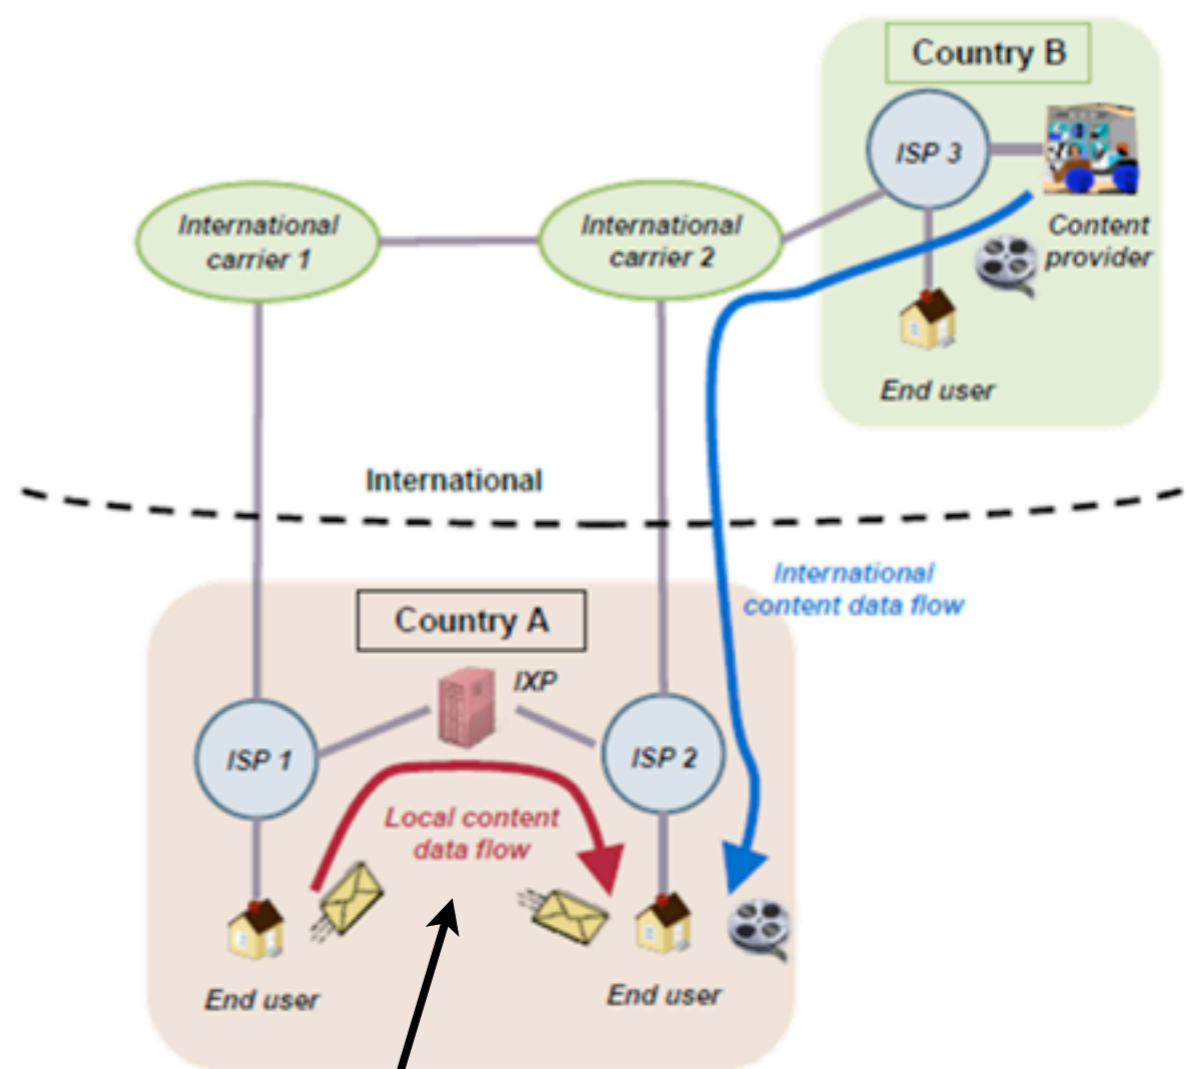 Country B
ISP 3
Content
provider
End user
International
carrier 1
International
carrier 2
International
International
content data flow
Country A
IXP
ISP 1
ISP 2
Local content
data flow
End user
End user